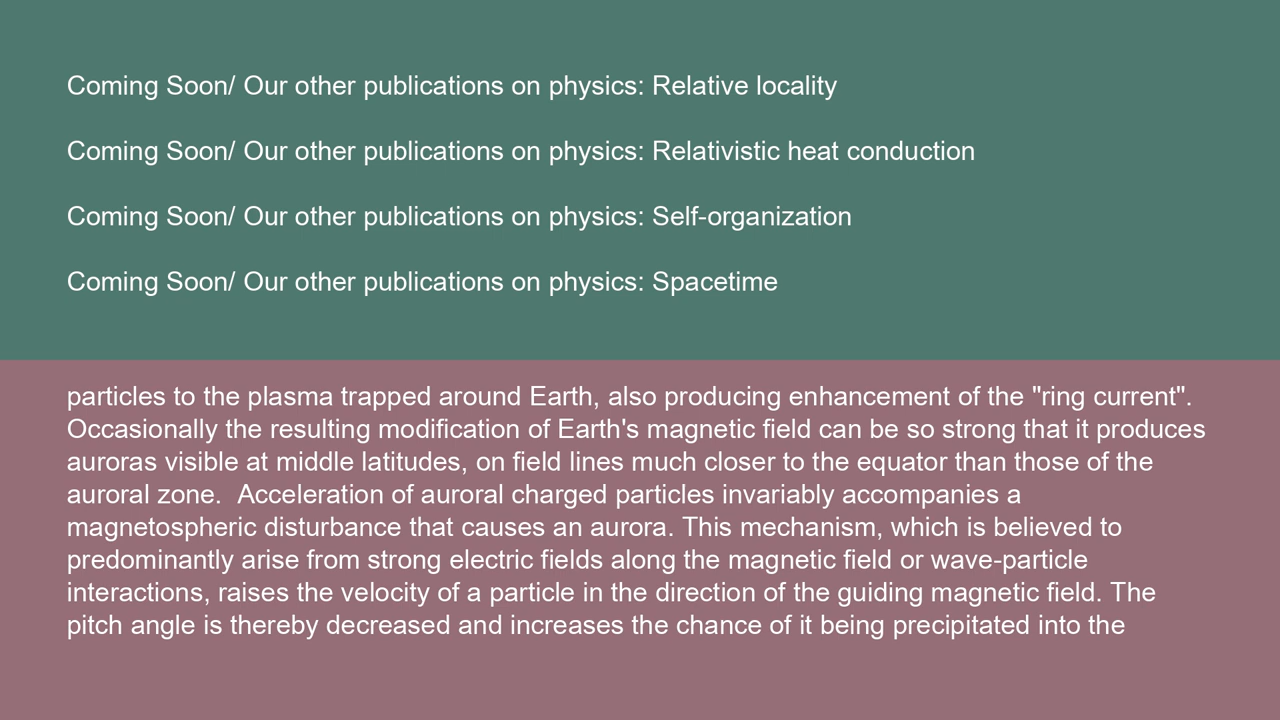 Coming Soon/ Our other publications on physics: Relative locality
Coming Soon/ Our other publications on physics: Relativistic heat conduction
Coming Soon/ Our other publications on physics: Self-organization
Coming Soon/ Our other publications on physics: Spacetime
particles to the plasma trapped around Earth, also producing enhancement of the "ring current".
Occasionally the resulting modification of Earth's magnetic field can be so strong that it produces
auroras visible at middle latitudes, on field lines much closer to the equator than those of the
auroral zone.  Acceleration of auroral charged particles invariably accompanies a
magnetospheric disturbance that causes an aurora. This mechanism, which is believed to
predominantly arise from strong electric fields along the magnetic field or wave-particle
interactions, raises the velocity of a particle in the direction of the guiding magnetic field. The
pitch angle is thereby decreased and increases the chance of it being precipitated into the